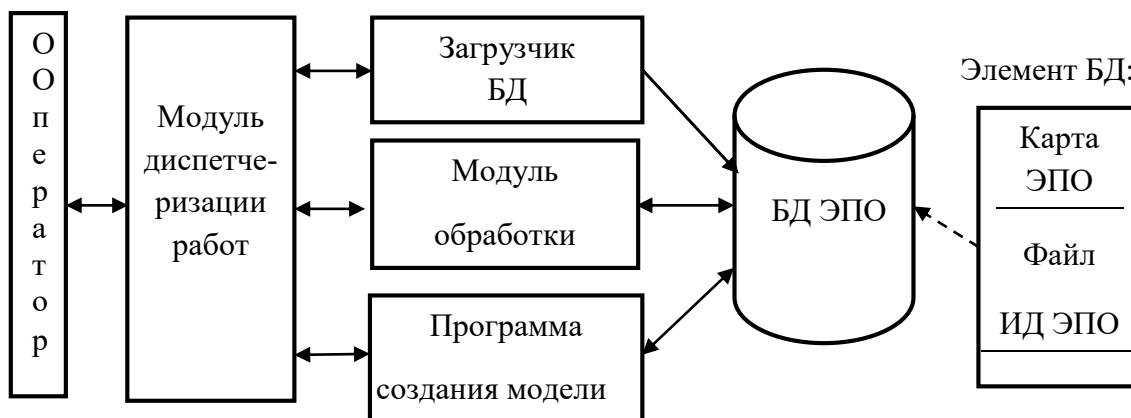 ООператор
Модуль
диспетче-
ризации
работ
Загрузчик
БД
Модуль
обработки
Программа
создания модели
БД ЭПО
Элемент БД:
Карта
ЭПО
Файл
ИД ЭПО